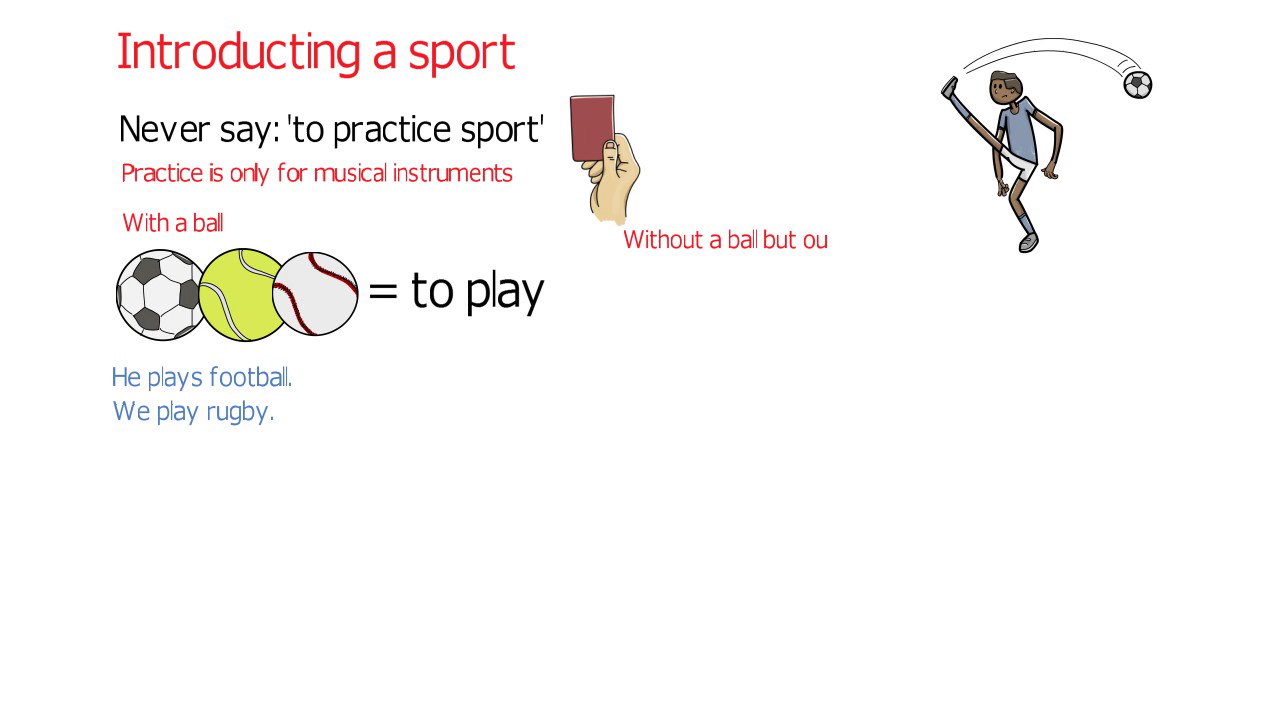 Introducting a sport
Never say: 'to practice sport'
Practice is only for musical instruments
With a ball
Without a ball but ou
= to play
He plays football.
We play rugby.